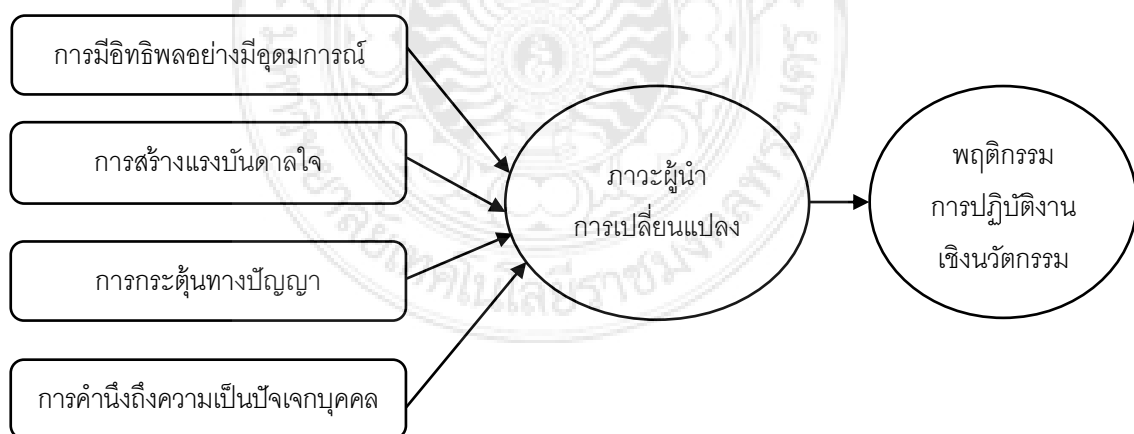 การมีอิทธิพลอย่างมีอุดมการณ์
การสร้างแรงบันดาลใจ
การกระตุ้นทางปัญญา
การคำนึงถึงความเป็นปัจเจกบุคคล
ภาวะผู้นำ
การเปลี่ยนแปลง
พฤติกรรม
การปฏิบัติงาน
เชิงนวัตกรรม